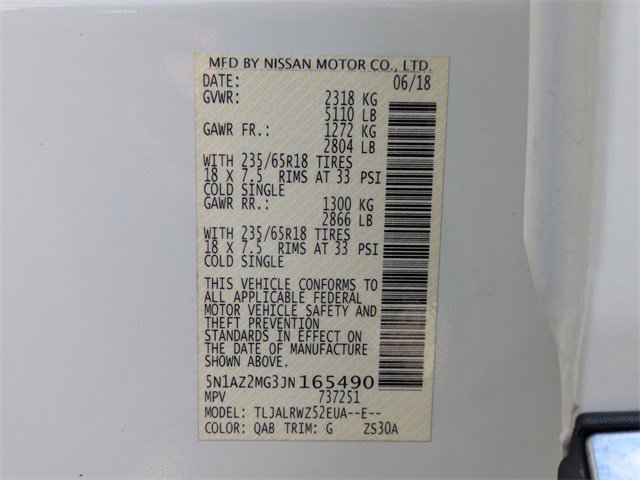 MFD BY NISSAN MOTOR CO., LTD.
DATE: 06/18
GVWR: 2318 KG
5110 LB
GAWR FR.: 1272 KG
2804 LB
WITH 235/65R18 TIRES
18 X 7.5 RIMS AT 33 PSI
COLD SINGLE
GAWR RR.: 1300 KG
2866 LB
WITH 235/65R18 TIRES
18 X 7.5 RIMS AT 33 PSI
COLD SINGLE
THIS VEHICLE CONFORMS TO
ALL APPLICABLE FEDERAL
MOTOR VEHICLE SAFETY AND
THEFT PREVENTION
STANDARDS IN EFFECT ON
THE DATE OF MANUFACTURE
SHOWN ABOVE.
5N1AZ2MG3JN165490
MPV 737251
MODEL: TLJALRWZ52EUA--E--
COLOR: QAB TRIM: G ZS30A